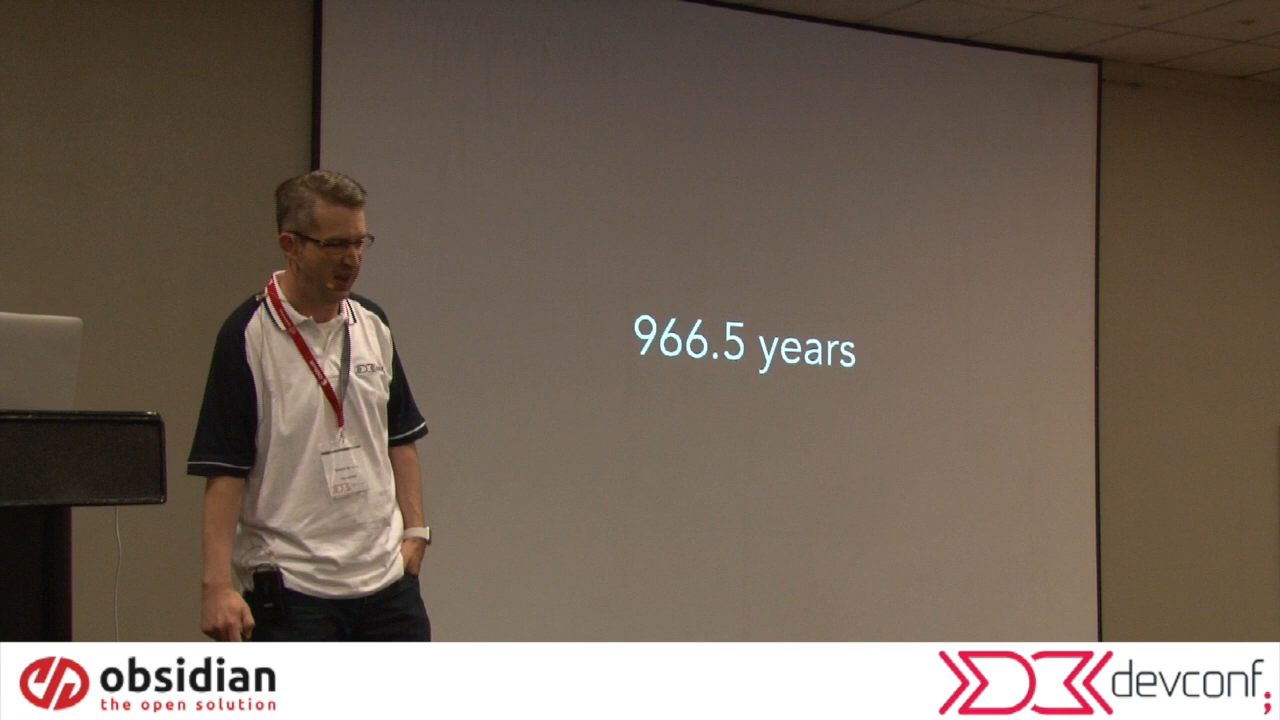 966.5 years
obsidian
the open solution
devconf;